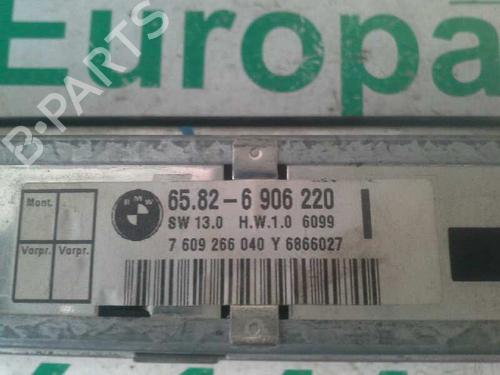 Europa
B-PARTS
Mont.
Vorpr.
Vorpr.
BMW
65.82-6 906 220
SW 13.0 H.W.1.0 6099
7 609 266 040 Y 6866027